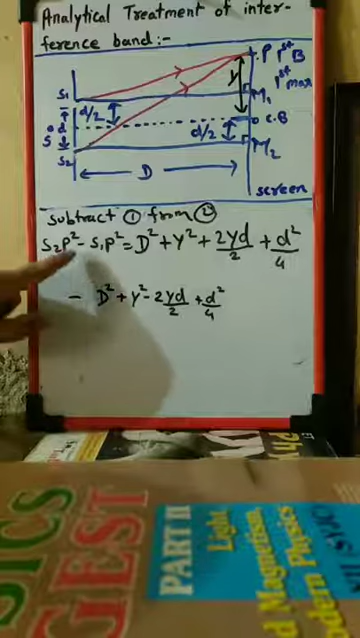 Analytical Treatment of inter-
ference band:-
P 1st B
1st max
y
S1
d/2
M1
S
d
O
d/2
C.B
S2
M2
D
screen
Subtract ① from ②
S₂P² - S₁P² = D² + y² + 2yd/2 + d²/4
- D² + y² - 2yd/2 + d²/4
PART II
Light,
d Magnetism,
odern Physics